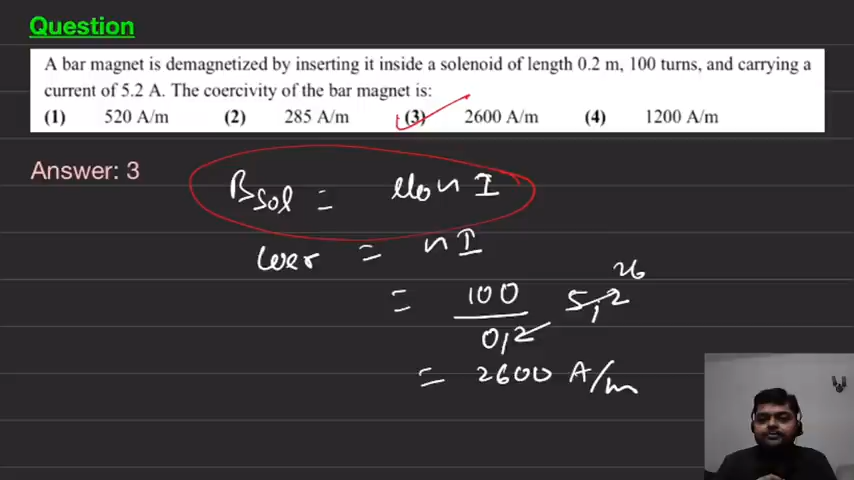 Question
A bar magnet is demagnetized by inserting it inside a solenoid of length 0.2 m, 100 turns, and carrying a
current of 5.2 A. The coercivity of the bar magnet is:
(1) 520 A/m (2) 285 A/m (3) 2600 A/m (4) 1200 A/m
Answer: 3
Bsol = μ0 n I
= n I
26
= 100 5.2
0.2
= 2600 A/m